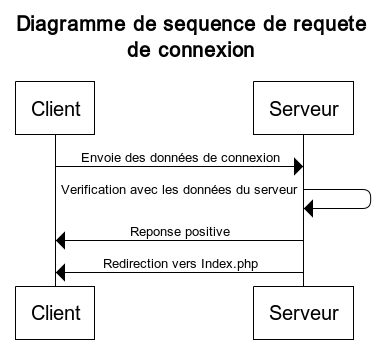 Diagramme de sequence de requete
de connexion
Client
Serveur
Envoie des données de connexion
Verification avec les données du serveur
Reponse positive
Redirection vers Index.php
Client
Serveur